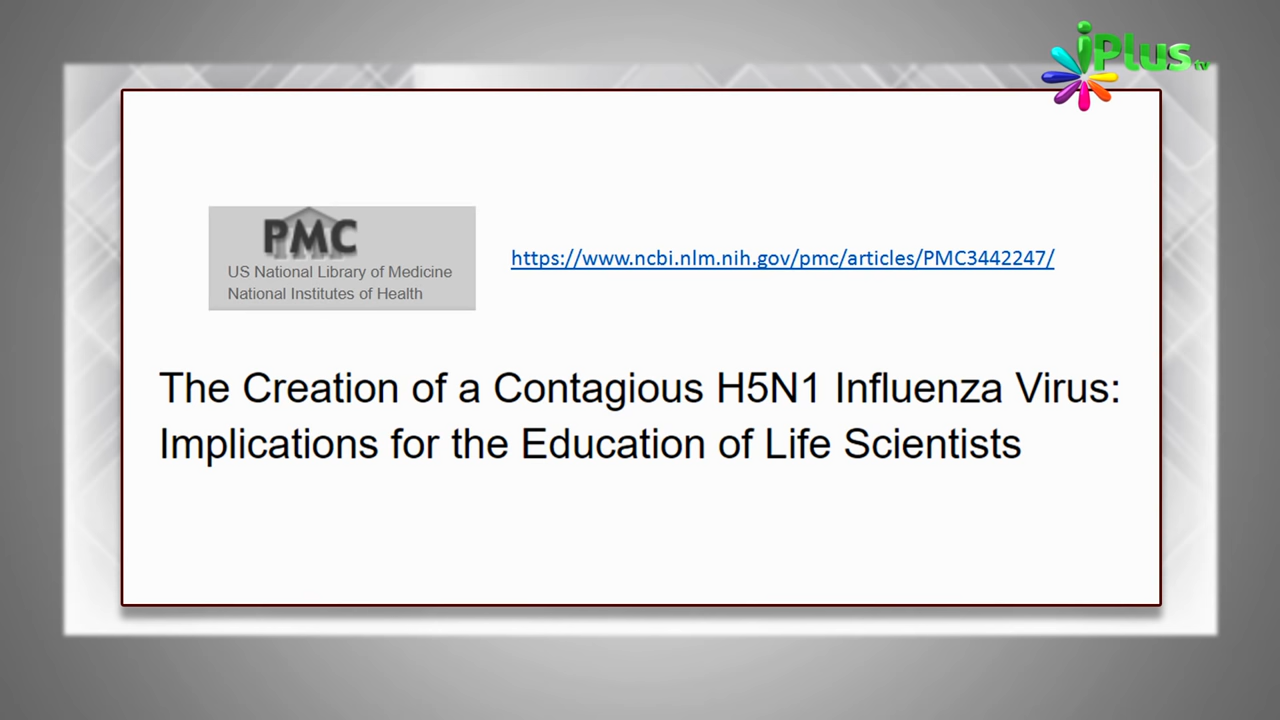 iPlus tv
PMC
US National Library of Medicine
National Institutes of Health
https://www.ncbi.nlm.nih.gov/pmc/articles/PMC3442247/
The Creation of a Contagious H5N1 Influenza Virus:
Implications for the Education of Life Scientists